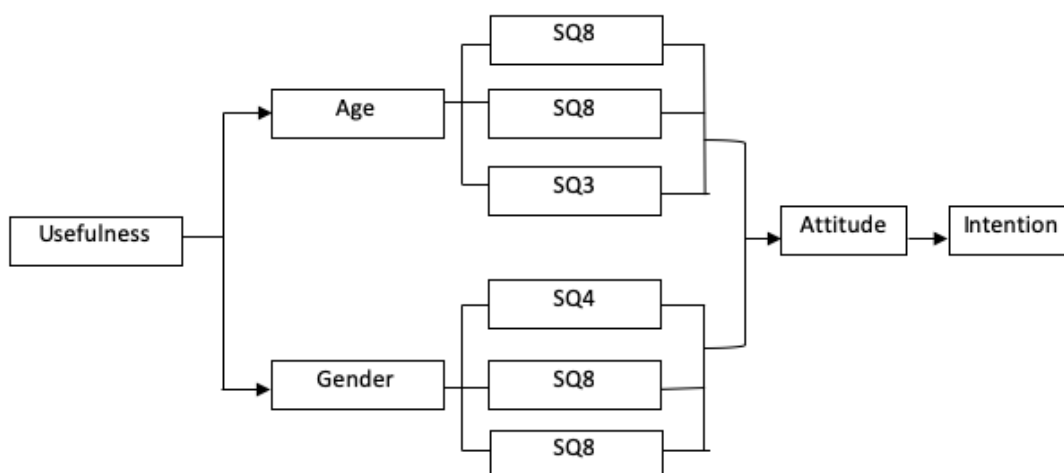 SQ8
Age
SQ8
SQ3
Usefulness
Attitude
Intention
SQ4
Gender
SQ8
SQ8